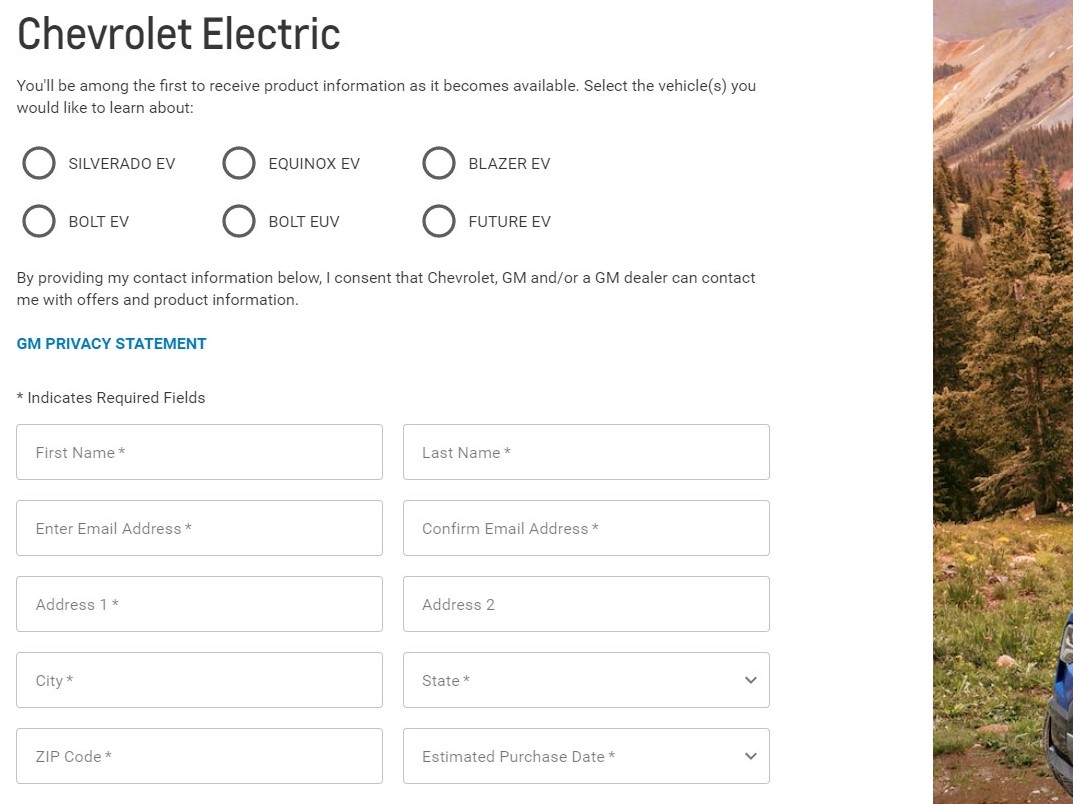 Chevrolet Electric
You'll be among the first to receive product information as it becomes available. Select the vehicle(s) you
would like to learn about:
SILVERADO EV
EQUINOX EV
BLAZER EV
BOLT EV
BOLT EUV
FUTURE EV
By providing my contact information below, I consent that Chevrolet, GM and/or a GM dealer can contact
me with offers and product information.
GM PRIVACY STATEMENT
* Indicates Required Fields
First Name *
Last Name *
Enter Email Address *
Confirm Email Address *
Address 1 *
Address 2
City *
State *
ZIP Code *
Estimated Purchase Date *